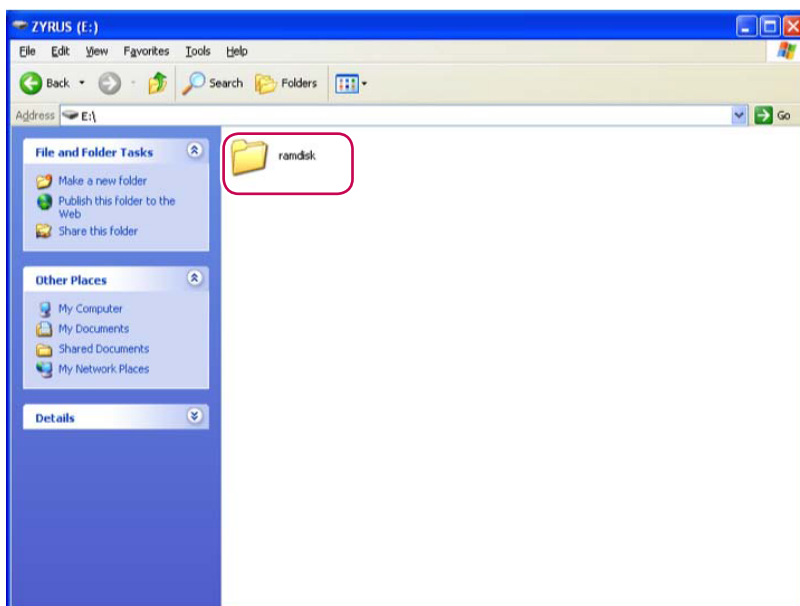 ZYRUS (E:)
File Edit View Favorites Tools Help
Back Search Folders
Address E:\ Go
File and Folder Tasks
ramdisk
Make a new folder
Publish this folder to the
Web
Share this folder
Other Places
My Computer
My Documents
Shared Documents
My Network Places
Details